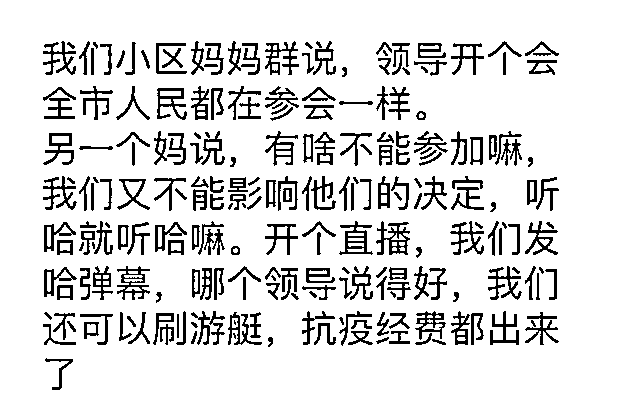 我们小区妈妈群说，领导开个会
全市人民都在参会一样。
另一个妈说，有啥不能参加嘛，
我们又不能影响他们的决定，听
哈就听哈嘛。开个直播，我们发
哈弹幕，哪个领导说得好，我们
还可以刷游艇，抗疫经费都出来
了